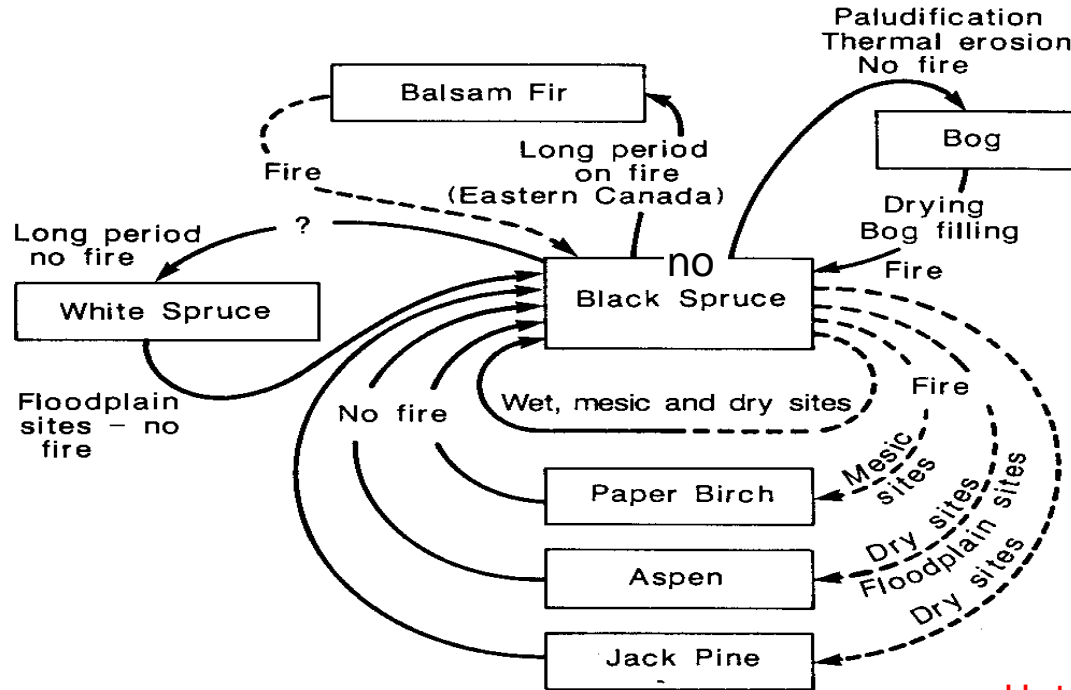 Paludification
Thermal erosion
No fire
Balsam Fir
Bog
Fire
Long period
on fire
(Eastern Canada)
Drying
Bog filling
?
Long period
no fire
no
Fire
White Spruce
Black Spruce
Floodplain
sites – no
fire
No fire
Wet, mesic and dry sites
Fire
Mesic
sites
Paper Birch
Dry sites
Floodplain sites
Dry sites
Aspen
Jack Pine